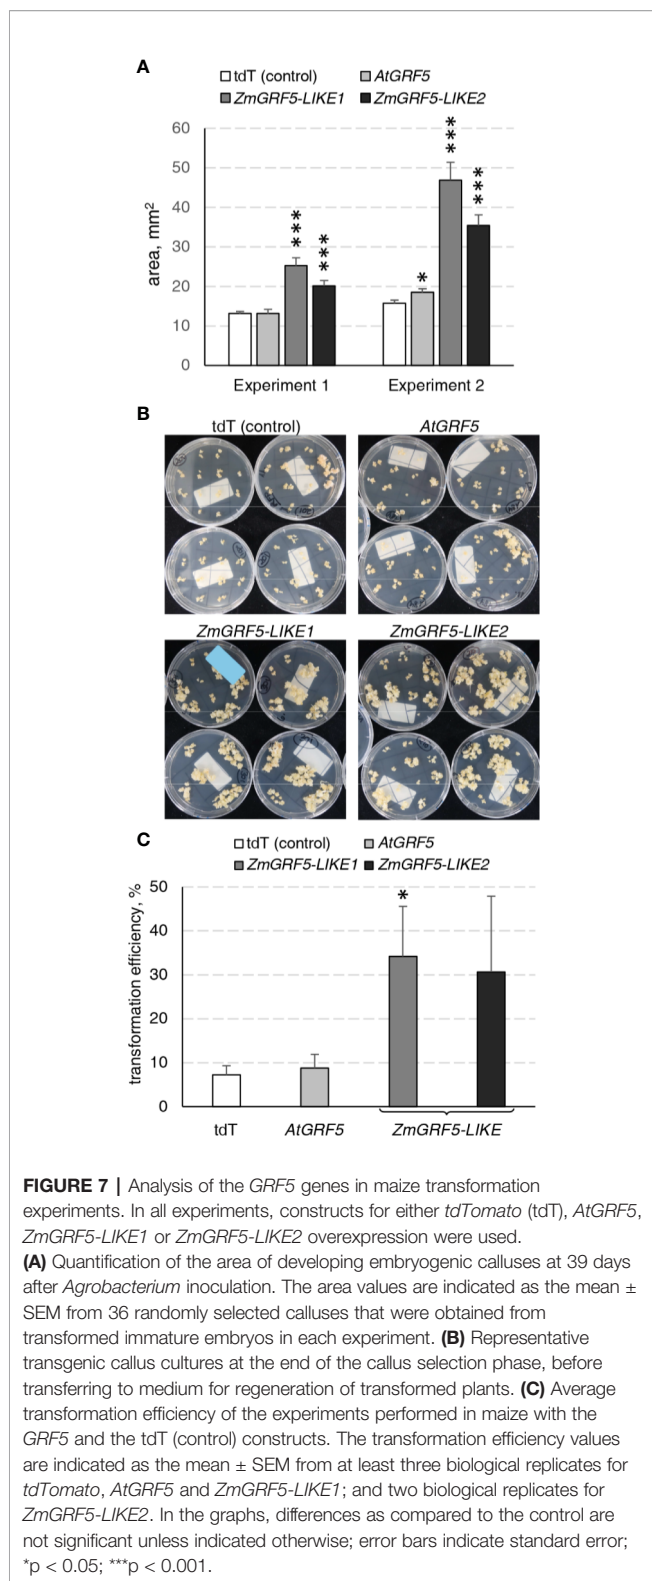 A
tdT (control) AtGRF5
ZmGRF5-LIKE1 ZmGRF5-LIKE2
60
50
40
30
20
10
0
area, mm²
***
***
*
***
***
Experiment 1 Experiment 2
B
tdT (control) AtGRF5
ZmGRF5-LIKE1 ZmGRF5-LIKE2
C
tdT (control) AtGRF5
ZmGRF5-LIKE1 ZmGRF5-LIKE2
50
40
30
20
10
0
transformation efficiency, %
*
tdT AtGRF5 ZmGRF5-LIKE
FIGURE 7 | Analysis of the GRF5 genes in maize transformation
experiments. In all experiments, constructs for either tdTomato (tdT), AtGRF5,
ZmGRF5-LIKE1 or ZmGRF5-LIKE2 overexpression were used.
(A) Quantification of the area of developing embryogenic calluses at 39 days
after Agrobacterium inoculation. The area values are indicated as the mean ±
SEM from 36 randomly selected calluses that were obtained from
transformed immature embryos in each experiment. (B) Representative
transgenic callus cultures at the end of the callus selection phase, before
transferring to medium for regeneration of transformed plants. (C) Average
transformation efficiency of the experiments performed in maize with the
GRF5 and the tdT (control) constructs. The transformation efficiency values
are indicated as the mean ± SEM from at least three biological replicates for
tdTomato, AtGRF5 and ZmGRF5-LIKE1; and two biological replicates for
ZmGRF5-LIKE2. In the graphs, differences as compared to the control are
not significant unless indicated otherwise; error bars indicate standard error;
*p < 0.05; ***p < 0.001.